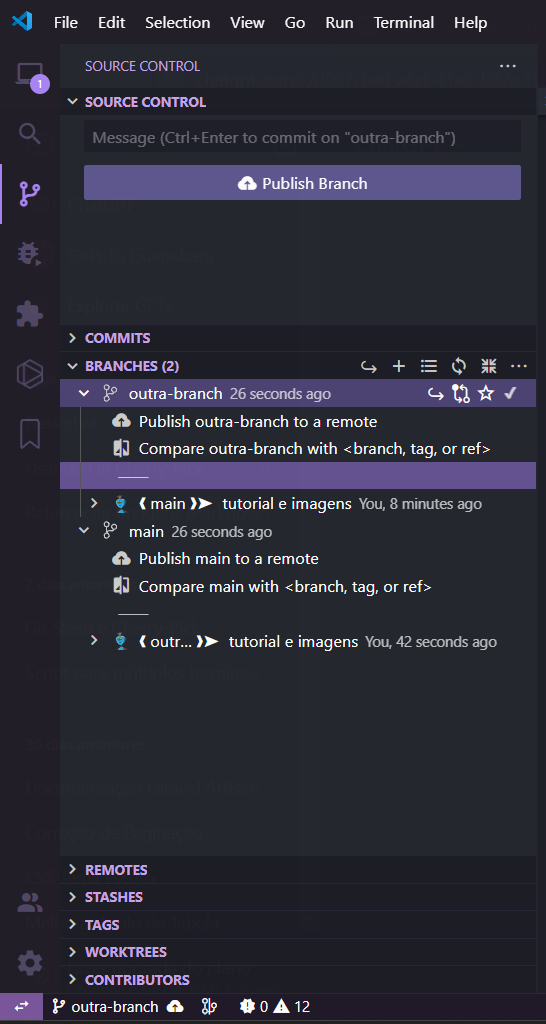 File Edit Selection View Go Run Terminal Help
SOURCE CONTROL
1
SOURCE CONTROL
Message (Ctrl+Enter to commit on "outra-branch")
Publish Branch
COMMITS
BRANCHES (2)
outra-branch 26 seconds ago
Publish outra-branch to a remote
Compare outra-branch with <branch, tag, or ref>
❰ main ❱➤ tutorial e imagens You, 8 minutes ago
main 26 seconds ago
Publish main to a remote
Compare main with <branch, tag, or ref>
❰ outr... ❱➤ tutorial e imagens You, 42 seconds ago
REMOTES
STASHES
TAGS
WORKTREES
CONTRIBUTORS
outra-branch 0 12